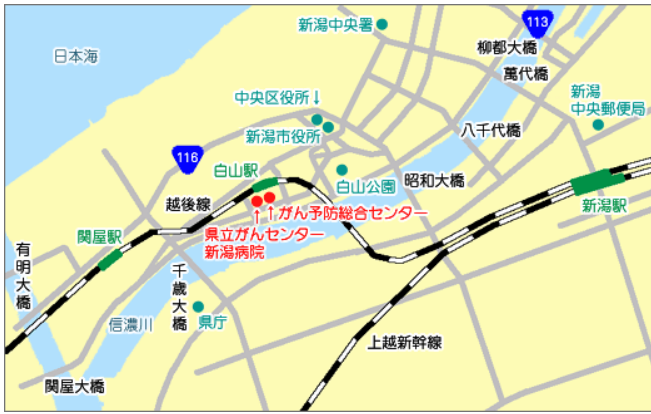 113
新潟中央署
柳都大橋
日本海
萬代橋
新潟
中央郵便局
中央区役所↓
新潟市役所
八千代橋
116
白山駅
白山公園
昭和大橋
越後線
↑がん予防総合センター
新潟駅
↑
県立がんセンター
新潟病院
関屋駅
有明大橋
千歳大橋
信濃川
県庁
上越新幹線
関屋大橋